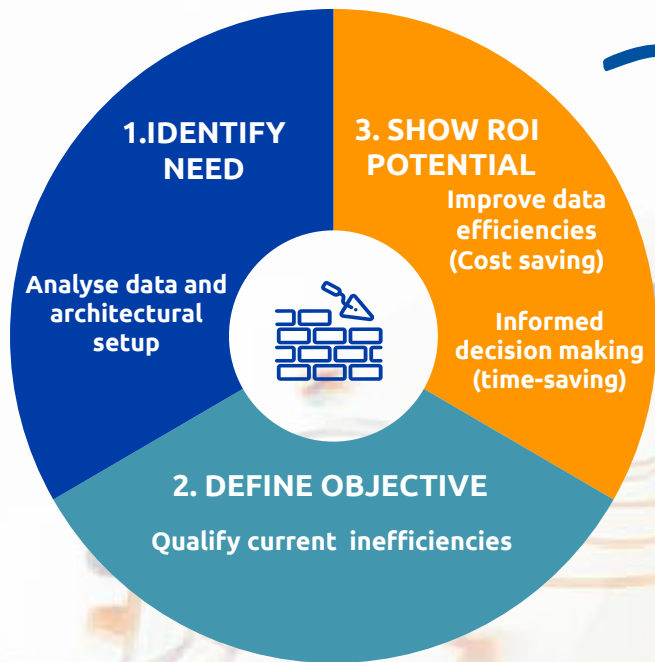 1.IDENTIFY
NEED
Analyse data and
architectural
setup
2. DEFINE OBJECTIVE
Qualify current  inefficiencies
3. SHOW ROI
POTENTIAL
Improve data
efficiencies
(Cost saving)
Informed
decision making
(time-saving)